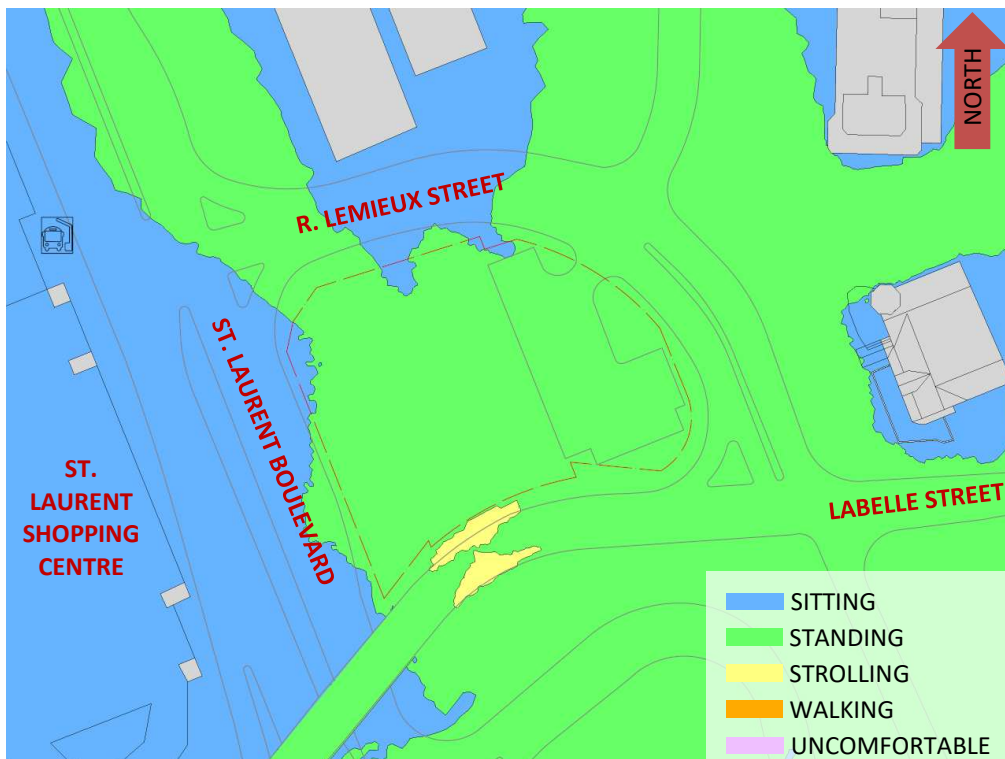 NORTH
R. LEMIEUX STREET
ST. LAURENT BOULEVARD
ST.
LAURENT
SHOPPING
CENTRE
LABELLE STREET
SITTING
STANDING
STROLLING
WALKING
UNCOMFORTABLE